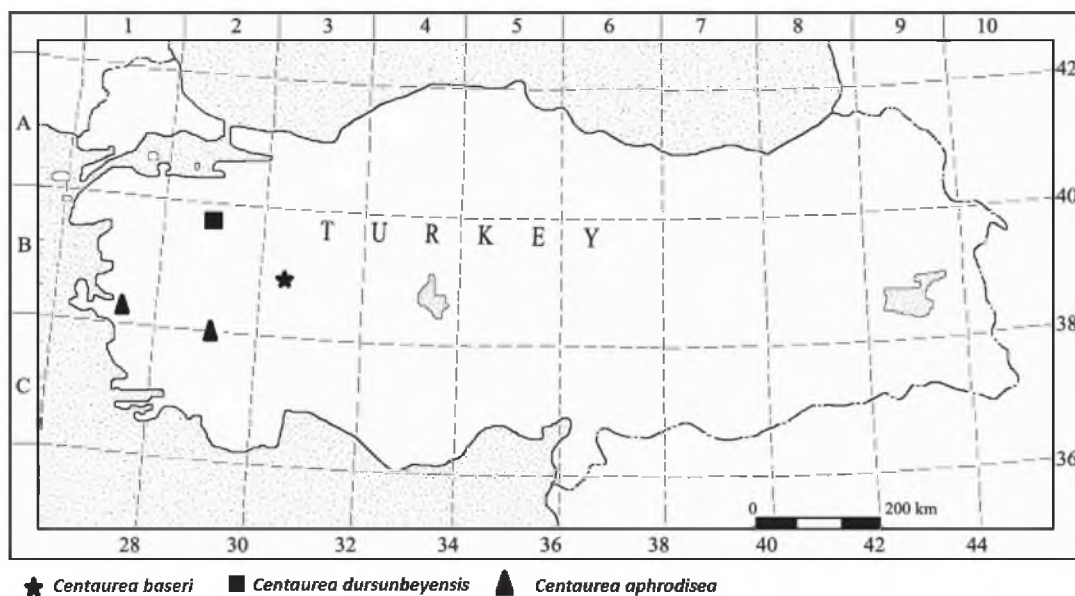 1 2 3 4 5 6 7 8 9 10
42
A
40
B
T U R K E Y
38
C
36
0 200 km
28 30 32 34 36 38 40 42 44
Centaurea baseri Centaurea dursunbeyensis Centaurea aphrodisea